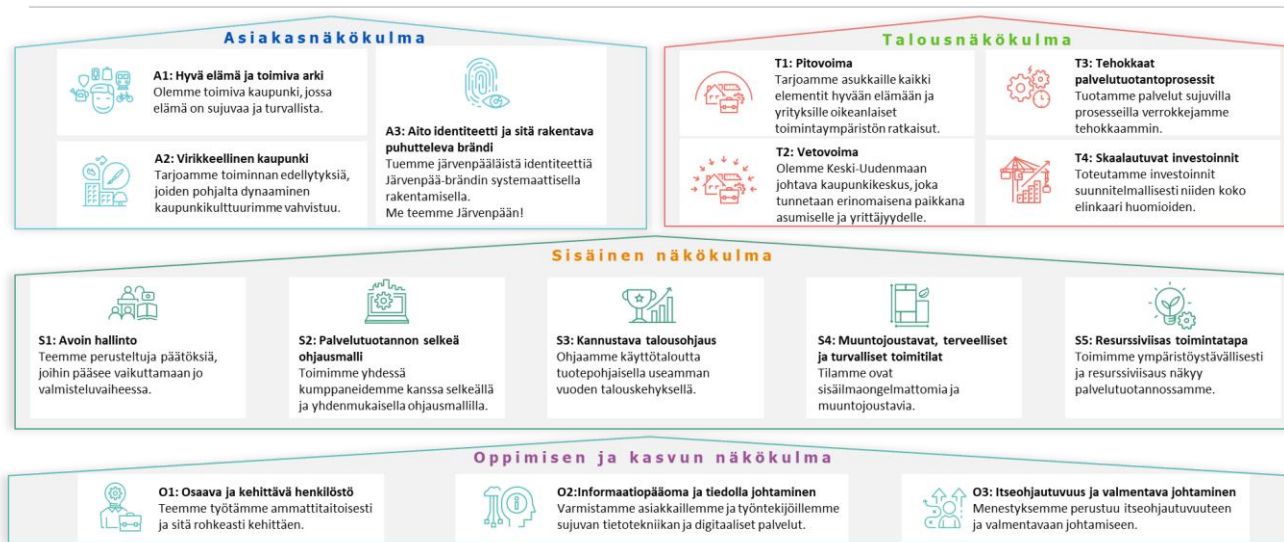 Asiakasnäkökulma
A1: Hyvä elämä ja toimiva arki
Olemme toimiva kaupunki, jossa
elämä on sujuvaa ja turvallista.
A2: Virikkeellinen kaupunki
Tarjoamme toiminnan edellytyksiä,
joiden pohjalta dynaaminen
kaupunkikulttuurimme vahvistuu.
A3: Aito identiteetti ja sitä rakentava
puhutteleva brändi
Tuemme järvenpääläistä identiteettiä
Järvenpää-brändin systemaattisella
rakentamisella.
Me teemme Järvenpään!
Talousnäkökulma
T1: Pitovoima
Tarjoamme asukkaille kaikki
elementit hyvään elämään ja
yrityksille oikeanlaiset
toimintaympäristön ratkaisut.
T2: Vetovoima
Olemme Keski-Uudenmaan
johtava kaupunkikeskus, joka
tunnetaan erinomaisena paikkana
asumiselle ja yrittäjyydelle.
T3: Tehokkaat
palvelutuotantoprosessit
Tuotamme palvelut sujuvilla
prosesseilla verrokkejamme
tehokkaammin.
T4: Skaalautuvat investoinnit
Toteutamme investoinnit
suunnitelmallisesti niiden koko
elinkaari huomioiden.
Sisäinen näkökulma
S1: Avoin hallinto
Teemme perusteltuja päätöksiä,
joihin pääsee vaikuttamaan jo
valmisteluvaiheessa.
S2: Palvelutuotannon selkeä
ohjausmalli
Toimimme yhdessä
kumppaneidemme kanssa selkeällä
ja yhdenmukaisella ohjausmallilla.
S3: Kannustava talousohjaus
Ohjaamme käyttötaloutta
tuotepohjaisella useamman
vuoden talouskehyksellä.
S4: Muuntojoustavat, terveelliset
ja turvalliset toimitilat
Tilamme ovat
sisäilmaongelmattomia ja
muuntojoustavia.
S5: Resurssiviisas toimintatapa
Toimimme ympäristöystävällisesti
ja resurssiviisaus näkyy
palvelutuotannossamme.
Oppimisen ja kasvun näkökulma
O1: Osaava ja kehittävä henkilöstö
Teemme työtämme ammattitaitoisesti
ja sitä rohkeasti kehittäen.
O2:Informaatiopääoma ja tiedolla johtaminen
Varmistamme asiakkaillemme ja työntekijöillemme
sujuvan tietotekniikan ja digitaaliset palvelut.
O3: Itseohjautuvuus ja valmentava johtaminen
Menestyksemme perustuu itseohjautuvuuteen
ja valmentavaan johtamiseen.